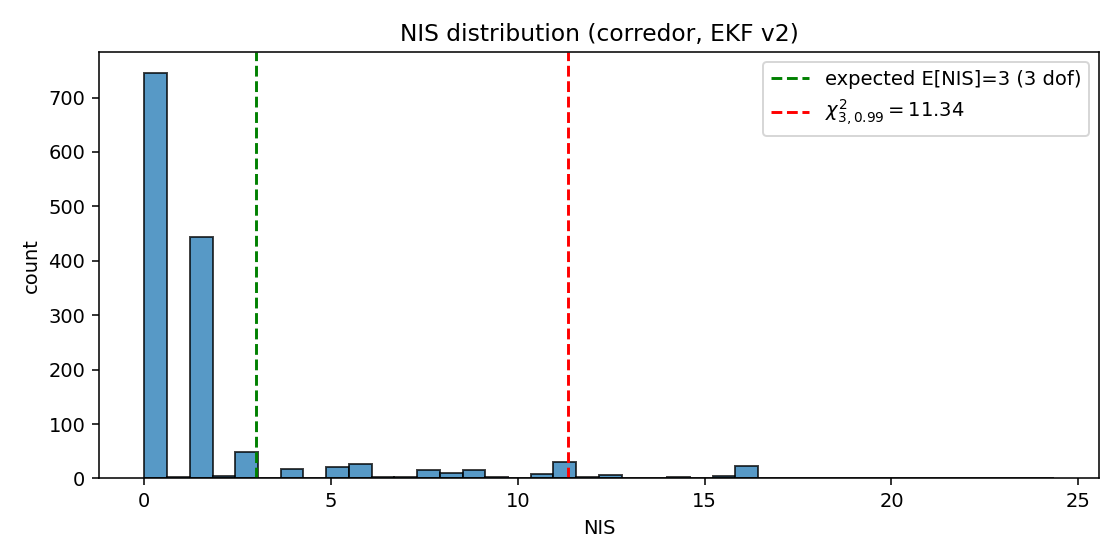 NIS distribution (corredor, EKF v2)
expected E[NIS]=3 (3 dof)
χ²₃,₀.₉₉ = 11.34
700
600
500
400
300
200
100
0
count
0 5 10 15 20 25
NIS